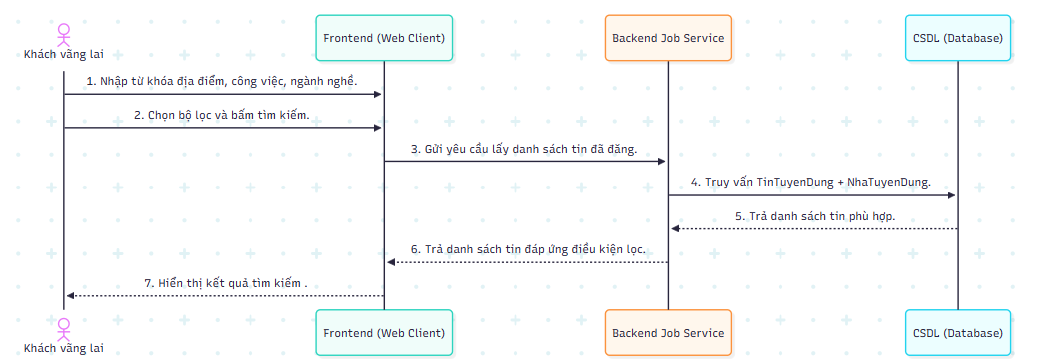 Khách vãng lai
Frontend (Web Client)
Backend Job Service
CSDL (Database)
1. Nhập từ khóa địa điểm, công việc, ngành nghề.
2. Chọn bộ lọc và bấm tìm kiếm.
3. Gửi yêu cầu lấy danh sách tin đã đăng.
4. Truy vấn TinTuyenDung + NhaTuyenDung.
5. Trả danh sách tin phù hợp.
6. Trả danh sách tin đáp ứng điều kiện lọc.
7. Hiển thị kết quả tìm kiếm .
Khách vãng lai
Frontend (Web Client)
Backend Job Service
CSDL (Database)